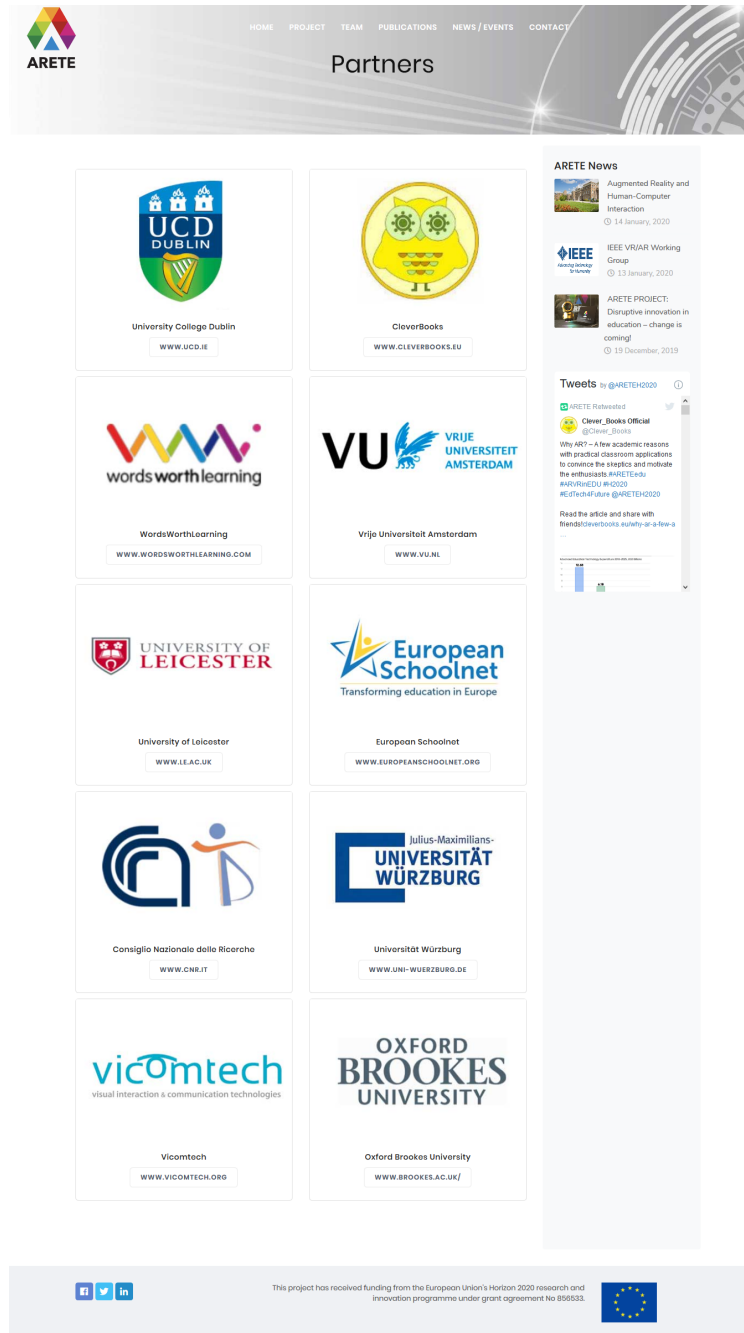 ARETE
HOME PROJECT TEAM PUBLICATIONS NEWS / EVENTS CONTACT
Partners
UCD
DUBLIN
University College Dublin
WWW.UCD.IE
CleverBooks
WWW.CLEVERBOOKS.EU
words worth learning
WordsWorthLearning
WWW.WORDSWORTHLEARNING.COM
VU VRIJE
UNIVERSITEIT
AMSTERDAM
Vrije Universiteit Amsterdam
WWW.VU.NL
UNIVERSITY OF
LEICESTER
University of Leicester
WWW.LE.AC.UK
European
Schoolnet
Transforming education in Europe
European Schoolnet
WWW.EUROPEANSCHOOLNET.ORG
Consiglio Nazionale delle Ricerche
WWW.CNR.IT
Julius-Maximilians-
UNIVERSITÄT
WÜRZBURG
Universität Würzburg
WWW.UNI-WUERZBURG.DE
vicomtech
visual interaction & communication technologies
Vicomtech
WWW.VICOMTECH.ORG
OXFORD
BROOKES
UNIVERSITY
Oxford Brookes University
WWW.BROOKES.AC.UK/
ARETE News
Augmented Reality and
Human-Computer
Interaction
14 January, 2020
IEEE
Advancing Technology
for Humanity
IEEE VR/AR Working
Group
13 January, 2020
ARETE PROJECT:
Disruptive innovation in
education – change is
coming!
19 December, 2019
Tweets by @ARETEH2020
ARETE Retweeted
Clever_Books Official
@Clever_Books
Why AR? – A few academic reasons
with practical classroom applications
to convince the skeptics and motivate
the enthusiasts.#ARETEedu
#ARVRinEDU #H2020
#EdTech4Future @ARETEH2020
Read the article and share with
friends!cleverbooks.eu/why-ar-a-few-a
…
This project has received funding from the European Union's Horizon 2020 research and
innovation programme under grant agreement No 856533.